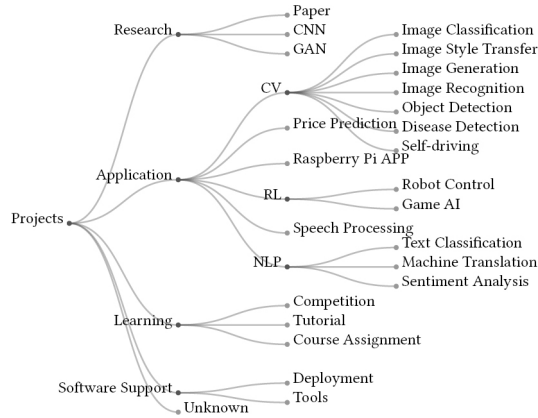 Projects
Research
Paper
CNN
GAN
Application
CV
Image Classification
Image Style Transfer
Image Generation
Image Recognition
Object Detection
Disease Detection
Self-driving
Price Prediction
Raspberry Pi APP
RL
Robot Control
Game AI
Speech Processing
NLP
Text Classification
Machine Translation
Sentiment Analysis
Learning
Competition
Tutorial
Course Assignment
Software Support
Deployment
Tools
Unknown